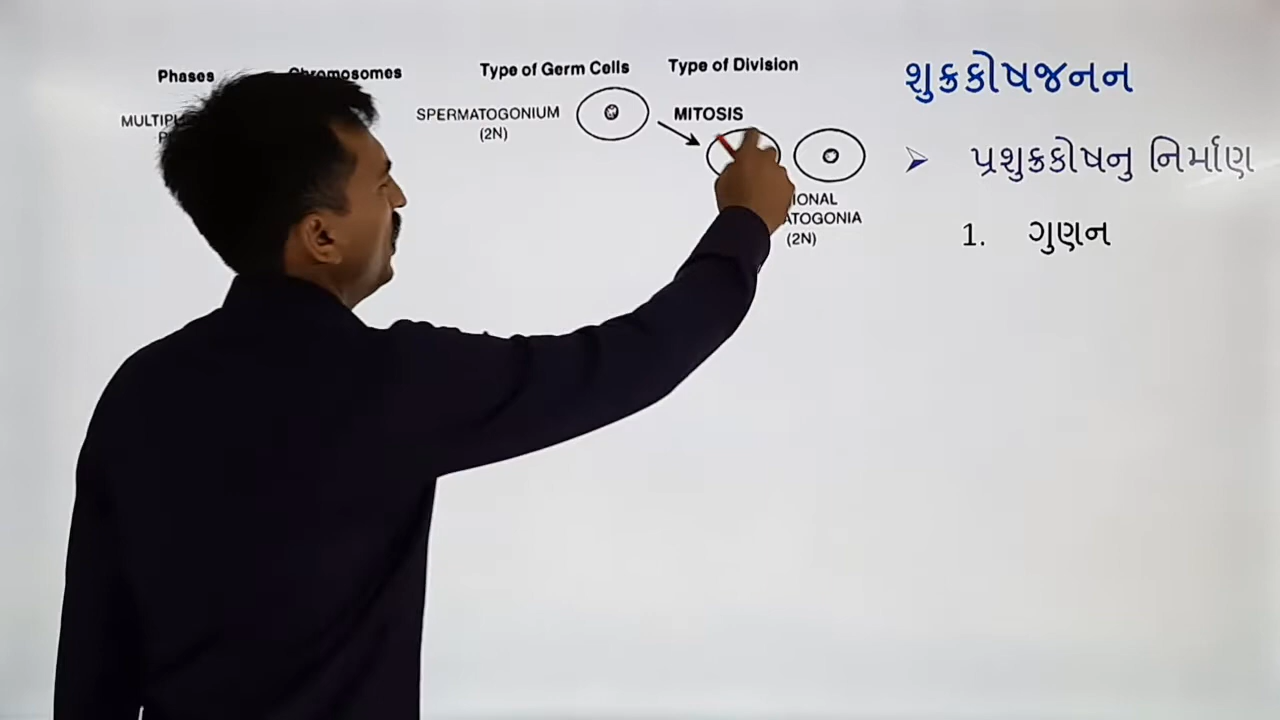 Phases
Chromosomes
Type of Germ Cells
Type of Division
SPERMATOGONIUM
(2N)
MITOSIS
(2N)
શુક્રકોષજનન
➢ પ્રશુક્રકોષનુ નિર્માણ
1. ગુણન